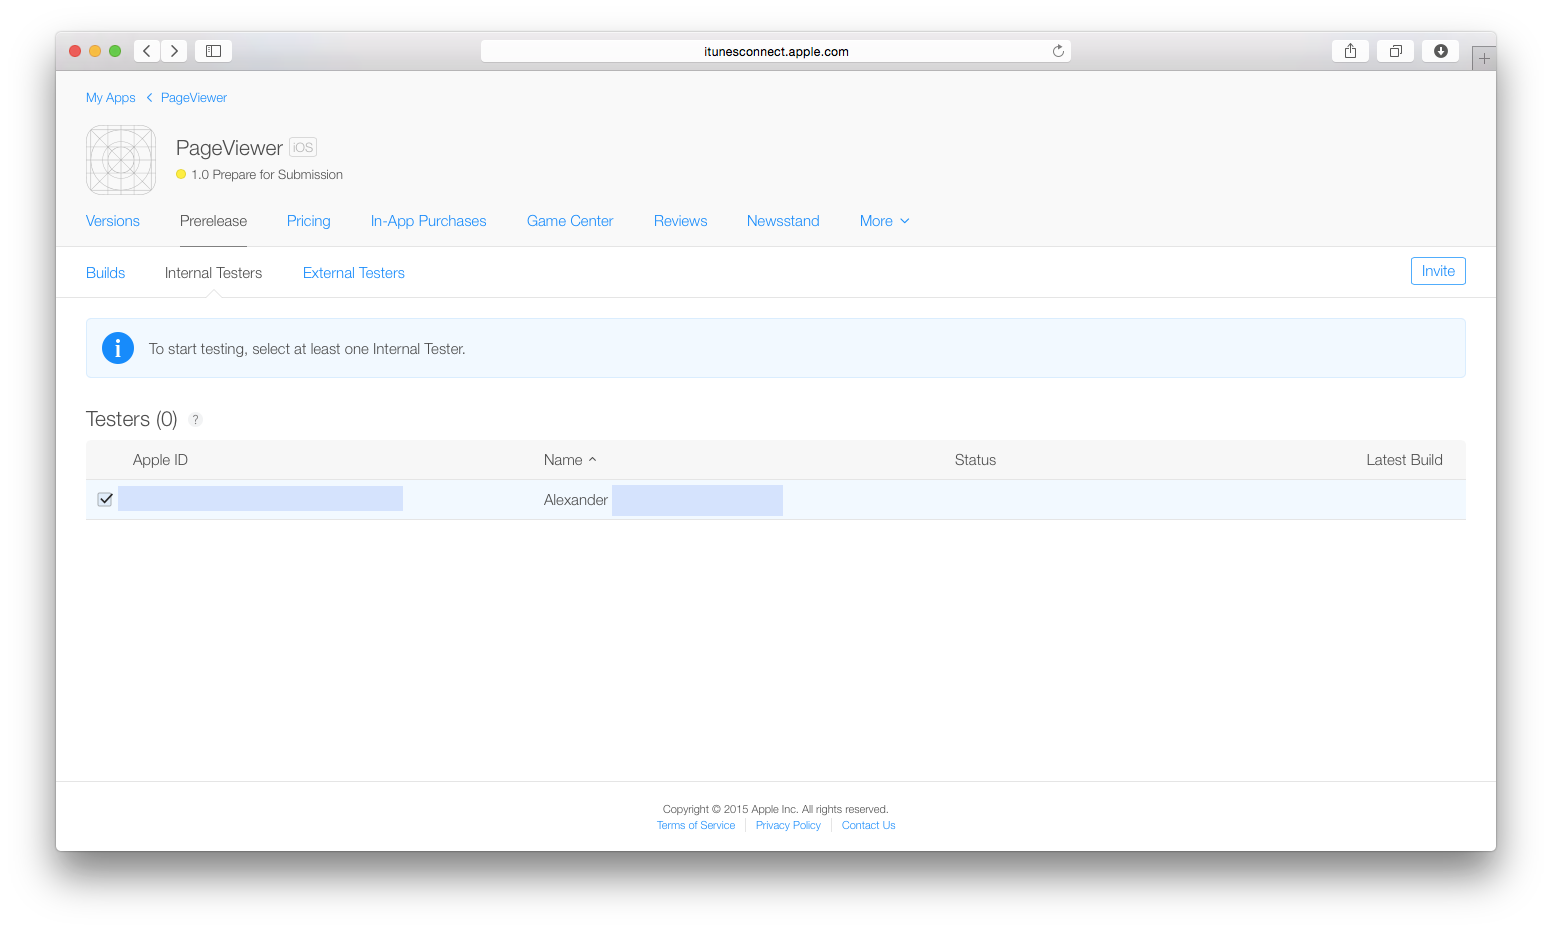 itunesconnect.apple.com
My Apps PageViewer
PageViewer iOS
1.0 Prepare for Submission
Versions Prerelease Pricing In-App Purchases Game Center Reviews Newsstand More
Builds Internal Testers External Testers Invite
i To start testing, select at least one Internal Tester.
Testers (0) ?
Apple ID Name Status Latest Build
Alexander
Copyright © 2015 Apple Inc. All rights reserved.
Terms of Service Privacy Policy Contact Us